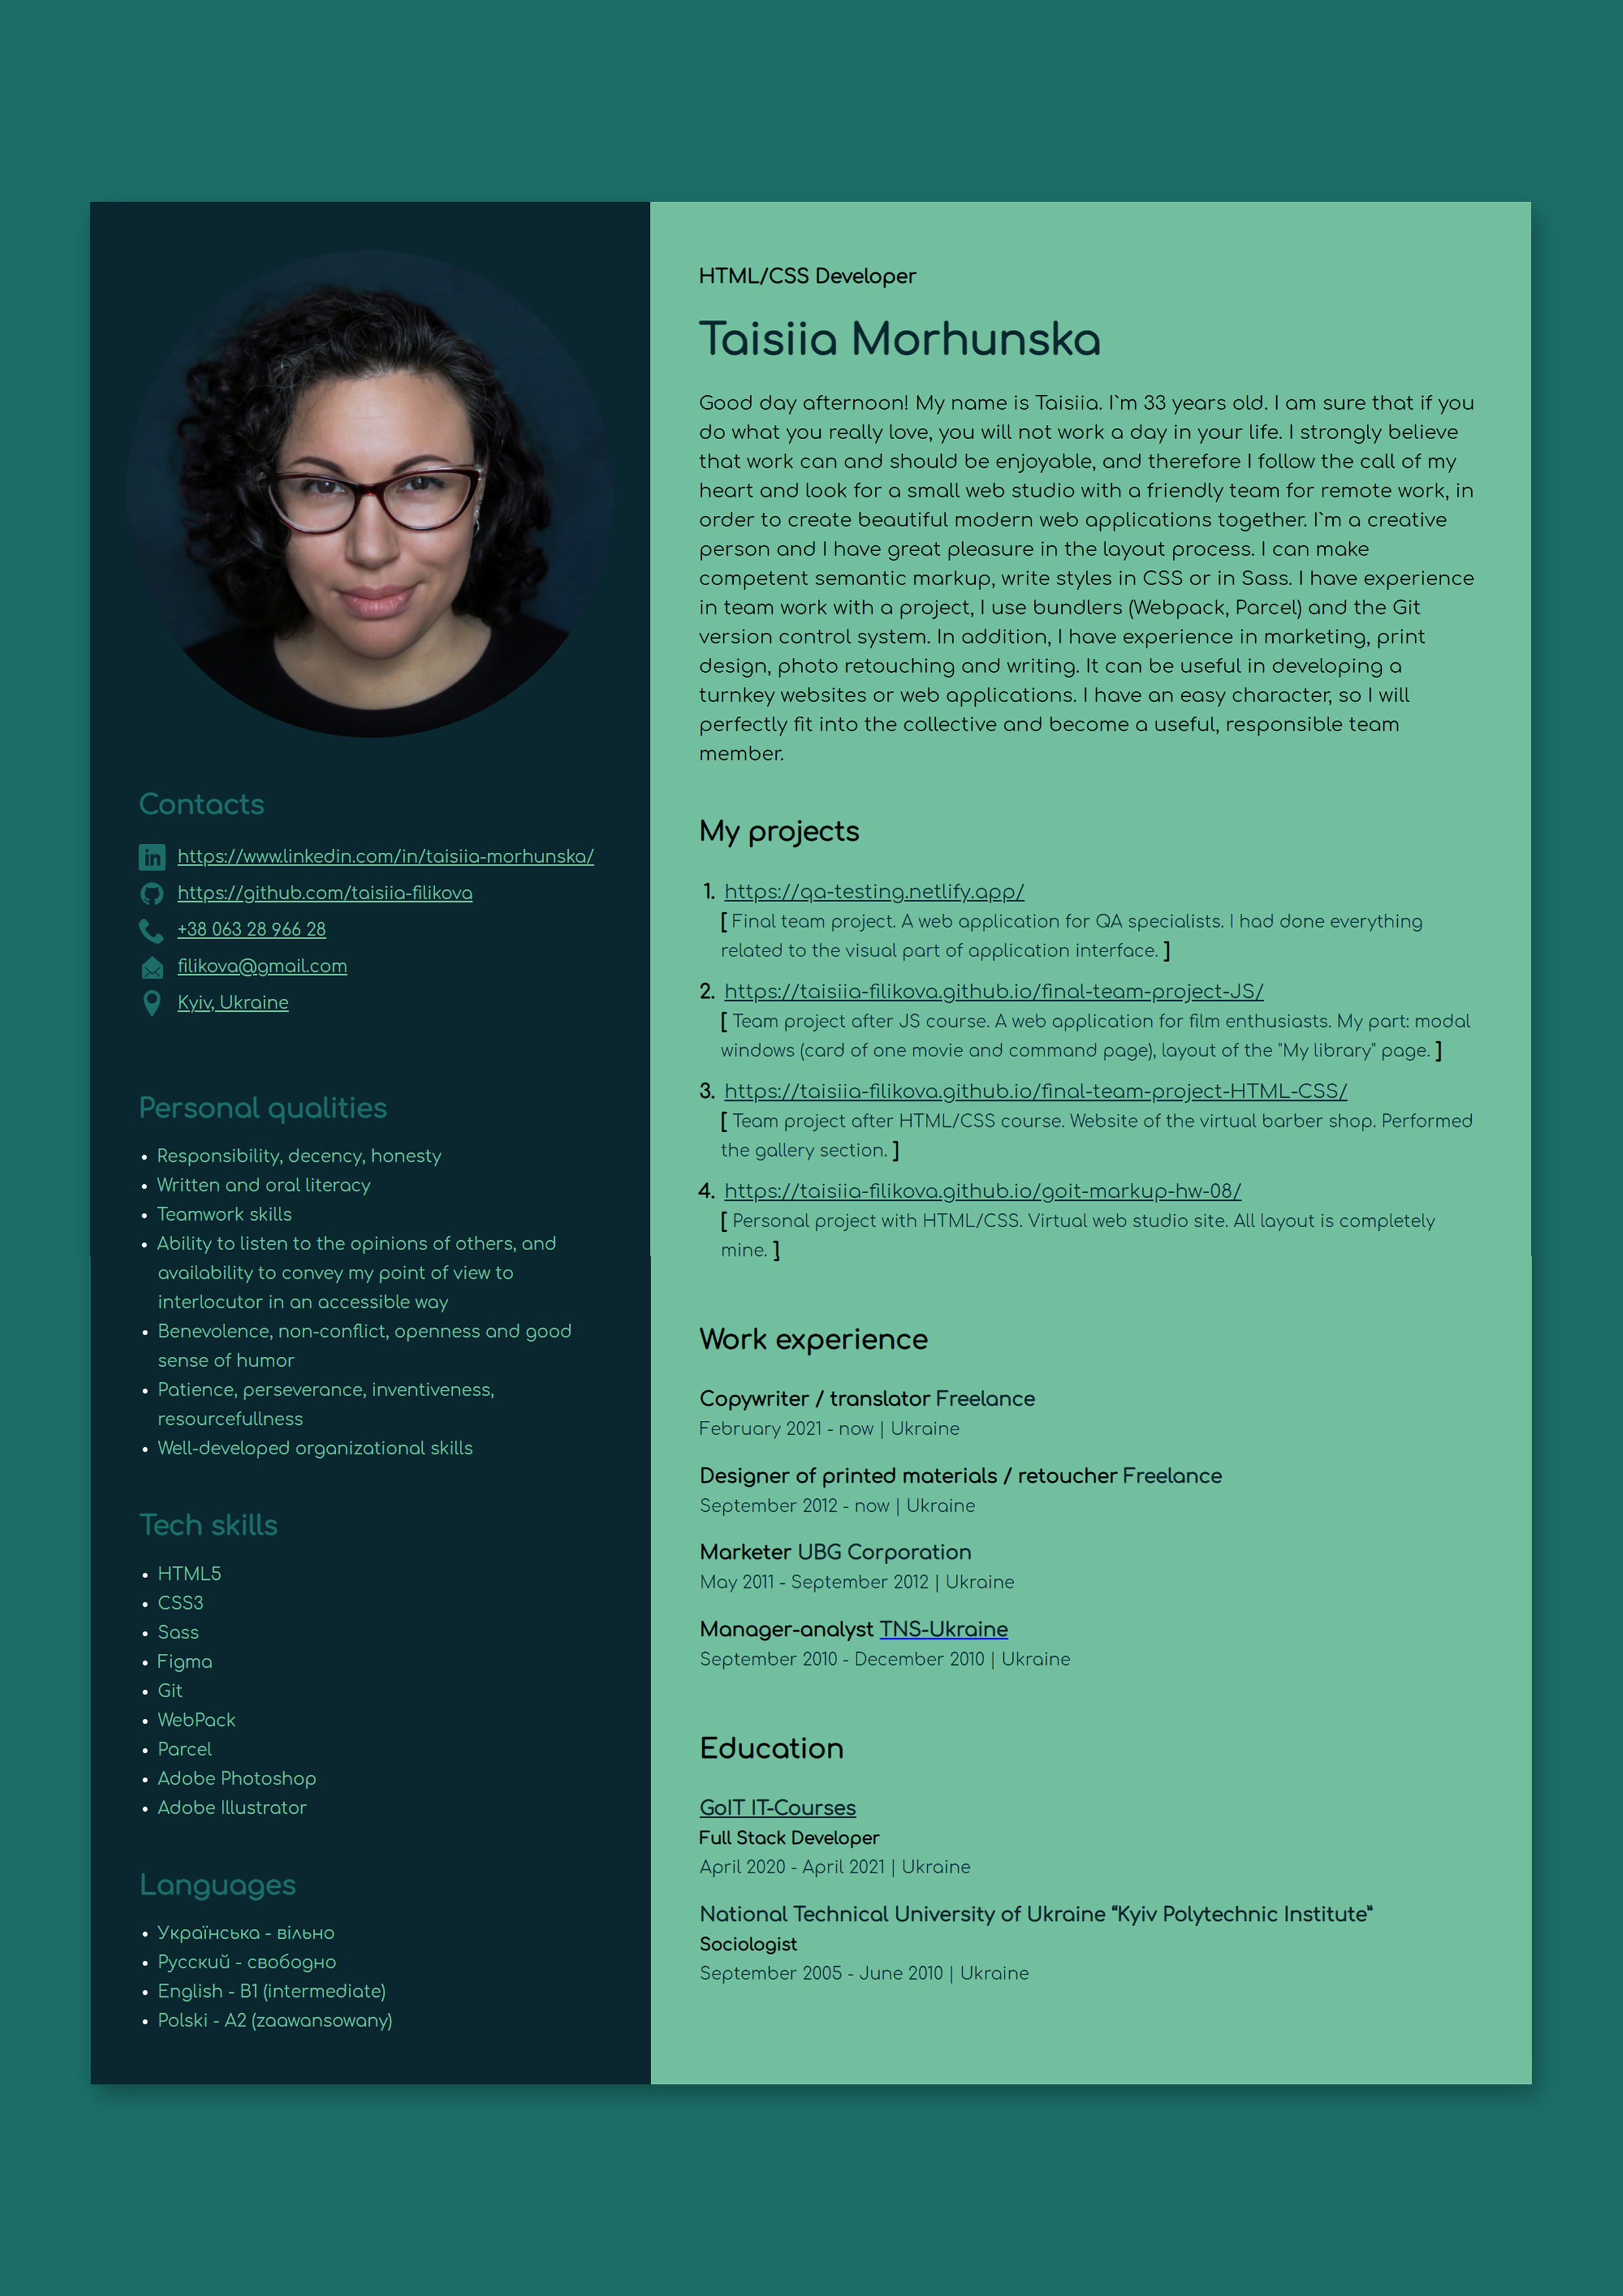 Contacts
https://www.linkedin.com/in/taisiia-morhunska/
https://github.com/taisiia-filikova
+38 063 28 966 28
filikova@gmail.com
Kyiv, Ukraine
Personal qualities
• Responsibility, decency, honesty
• Written and oral literacy
• Teamwork skills
• Ability to listen to the opinions of others, and
availability to convey my point of view to
interlocutor in an accessible way
• Benevolence, non-conflict, openness and good
sense of humor
• Patience, perseverance, inventiveness,
resourcefullness
• Well-developed organizational skills
Tech skills
• HTML5
• CSS3
• Sass
• Figma
• Git
• WebPack
• Parcel
• Adobe Photoshop
• Adobe Illustrator
Languages
• Українська - вільно
• Русский - свободно
• English - B1 (intermediate)
• Polski - A2 (zaawansowany)
HTML/CSS Developer
Taisiia Morhunska
Good day afternoon! My name is Taisiia. I`m 33 years old. I am sure that if you
do what you really love, you will not work a day in your life. I strongly believe
that work can and should be enjoyable, and therefore I follow the call of my
heart and look for a small web studio with a friendly team for remote work, in
order to create beautiful modern web applications together. I`m a creative
person and I have great pleasure in the layout process. I can make
competent semantic markup, write styles in CSS or in Sass. I have experience
in team work with a project, I use bundlers (Webpack, Parcel) and the Git
version control system. In addition, I have experience in marketing, print
design, photo retouching and writing. It can be useful in developing a
turnkey websites or web applications. I have an easy character, so I will
perfectly fit into the collective and become a useful, responsible team
member.
My projects
1. https://qa-testing.netlify.app/
[ Final team project. A web application for QA specialists. I had done everything
related to the visual part of application interface. ]
2. https://taisiia-filikova.github.io/final-team-project-JS/
[ Team project after JS course. A web application for film enthusiasts. My part: modal
windows (card of one movie and command page), layout of the "My library" page. ]
3. https://taisiia-filikova.github.io/final-team-project-HTML-CSS/
[ Team project after HTML/CSS course. Website of the virtual barber shop. Performed
the gallery section. ]
4. https://taisiia-filikova.github.io/goit-markup-hw-08/
[ Personal project with HTML/CSS. Virtual web studio site. All layout is completely
mine. ]
Work experience
Copywriter / translator Freelance
February 2021 - now | Ukraine
Designer of printed materials / retoucher Freelance
September 2012 - now | Ukraine
Marketer UBG Corporation
May 2011 - September 2012 | Ukraine
Manager-analyst TNS-Ukraine
September 2010 - December 2010 | Ukraine
Education
GoIT IT-Courses
Full Stack Developer
April 2020 - April 2021 | Ukraine
National Technical University of Ukraine “Kyiv Polytechnic Institute”
Sociologist
September 2005 - June 2010 | Ukraine